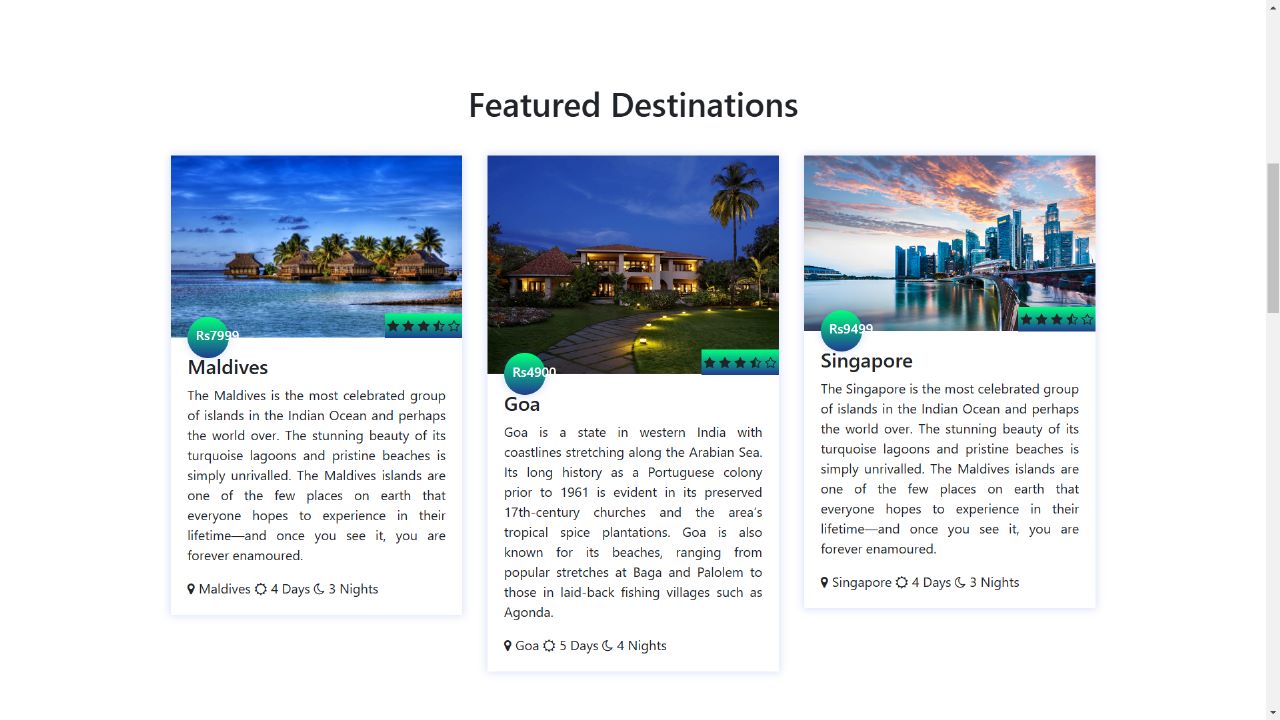 Featured Destinations
Rs7999
Maldives
The Maldives is the most celebrated group
of islands in the Indian Ocean and perhaps
the world over. The stunning beauty of its
turquoise lagoons and pristine beaches is
simply unrivalled. The Maldives islands are
one of the few places on earth that
everyone hopes to experience in their
lifetime—and once you see it, you are
forever enamoured.
Maldives 4 Days 3 Nights
Rs4900
Goa
Goa is a state in western India with
coastlines stretching along the Arabian Sea.
Its long history as a Portuguese colony
prior to 1961 is evident in its preserved
17th-century churches and the area's
tropical spice plantations. Goa is also
known for its beaches, ranging from
popular stretches at Baga and Palolem to
those in laid-back fishing villages such as
Agonda.
Goa 5 Days 4 Nights
Rs9499
Singapore
The Singapore is the most celebrated group
of islands in the Indian Ocean and perhaps
the world over. The stunning beauty of its
turquoise lagoons and pristine beaches is
simply unrivalled. The Maldives islands are
one of the few places on earth that
everyone hopes to experience in their
lifetime—and once you see it, you are
forever enamoured.
Singapore 4 Days 3 Nights